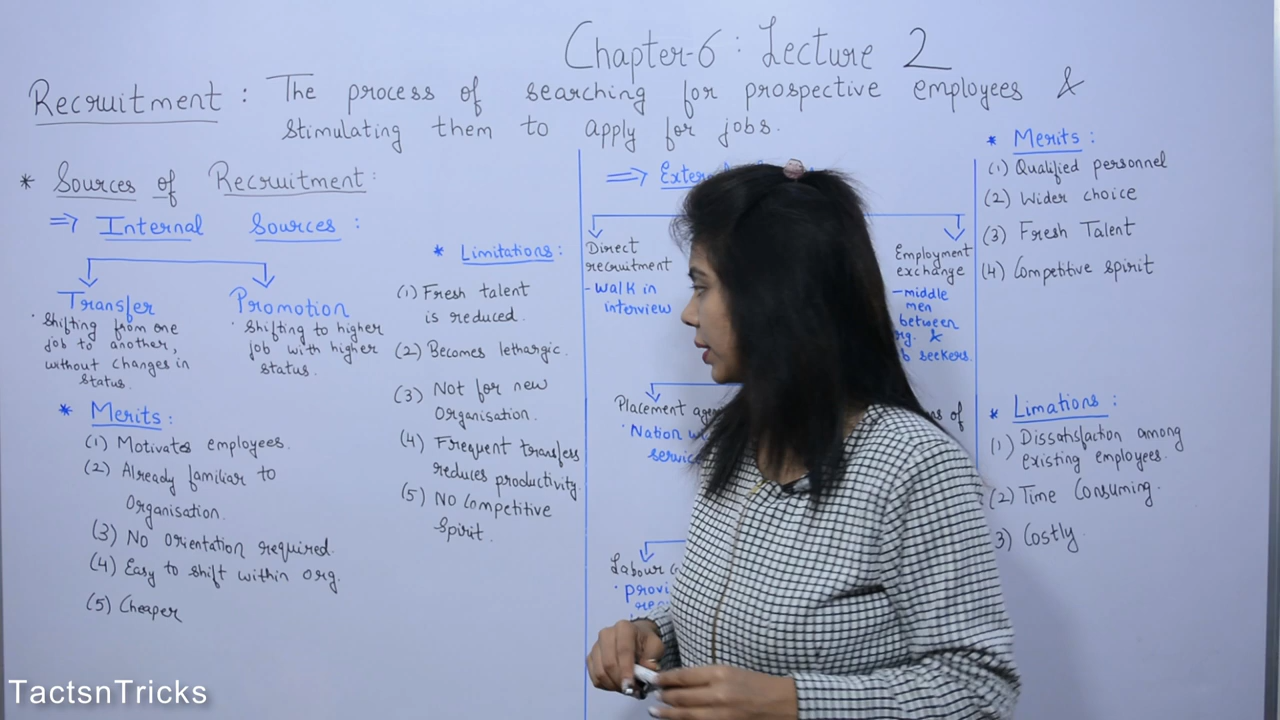 Chapter-6 : Lecture 2
Recruitment : The process of searching for prospective employees &
stimulating them to apply for jobs.
* Sources of Recruitment :
⇒ Internal Sources :
Transfer
· Shifting from one
job to another,
without changes in
status.
Promotion
· Shifting to higher
job with higher
status.
* Merits :
(1) Motivates employees.
(2) Already familiar to
Organisation.
(3) No Orientation required.
(4) Easy to shift within org.
(5) Cheaper
* Limitations :
(1) Fresh talent
is reduced.
(2) Becomes lethargic.
(3) Not for new
Organisation.
(4) Frequent transfers
reduces productivity.
(5) No Competitive
Spirit.
⇒
Direct
recruitment
- Walk in
interview
Employment
exchange
- middle
men
between
&
seekers.
Placement
· Nation
Labour
of
* Merits :
(1) Qualified personnel
(2) Wider choice
(3) Fresh Talent
(4) Competitive spirit
* Limations :
(1) Dissatisfaction among
existing employees.
(2) Time Consuming.
3) Costly.
TactsnTricks